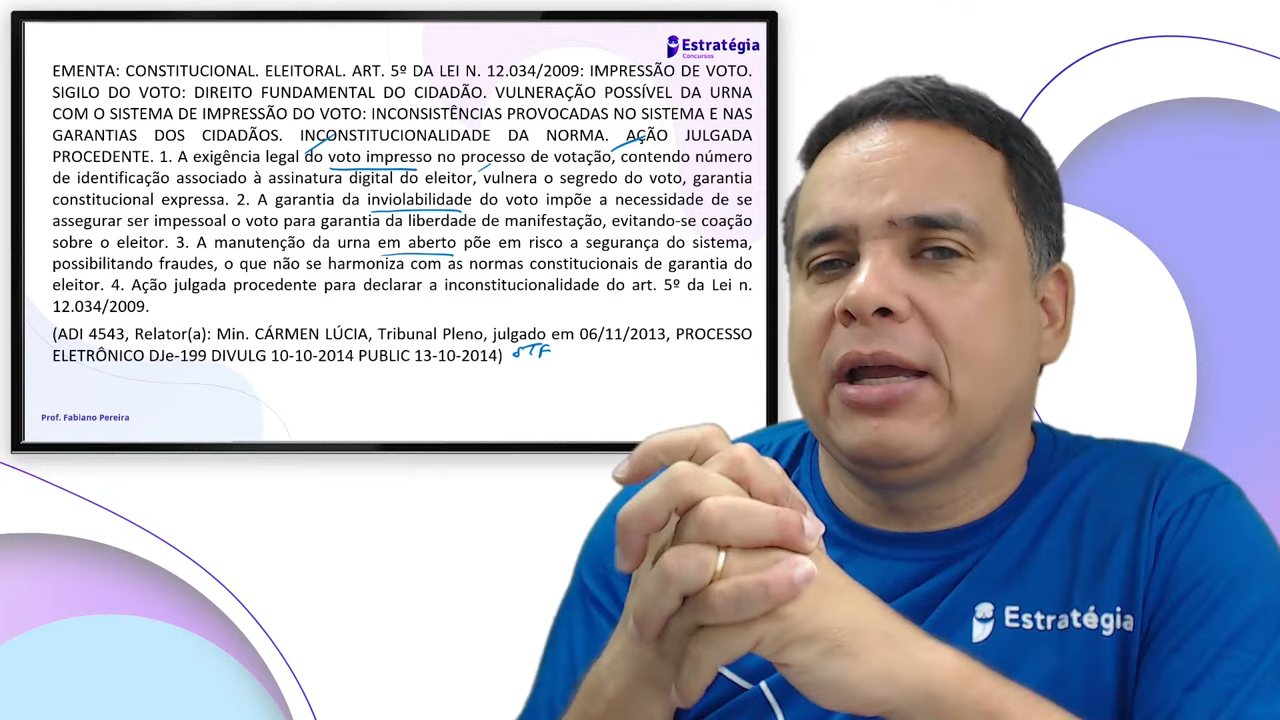 Estratégia
Concursos
EMENTA: CONSTITUCIONAL. ELEITORAL. ART. 5º DA LEI N. 12.034/2009: IMPRESSÃO DE VOTO.
SIGILO DO VOTO: DIREITO FUNDAMENTAL DO CIDADÃO. VULNERAÇÃO POSSÍVEL DA URNA
COM O SISTEMA DE IMPRESSÃO DO VOTO: INCONSISTÊNCIAS PROVOCADAS NO SISTEMA E NAS
GARANTIAS DOS CIDADÃOS. INCONSTITUCIONALIDADE DA NORMA. AÇÃO JULGADA
PROCEDENTE. 1. A exigência legal do voto impresso no processo de votação, contendo número
de identificação associado à assinatura digital do eleitor, vulnera o segredo do voto, garantia
constitucional expressa. 2. A garantia da inviolabilidade do voto impõe a necessidade de se
assegurar ser impessoal o voto para garantia da liberdade de manifestação, evitando-se coação
sobre o eleitor. 3. A manutenção da urna em aberto põe em risco a segurança do sistema,
possibilitando fraudes, o que não se harmoniza com as normas constitucionais de garantia do
eleitor. 4. Ação julgada procedente para declarar a inconstitucionalidade do art. 5º da Lei n.
12.034/2009.
(ADI 4543, Relator(a): Min. CÁRMEN LÚCIA, Tribunal Pleno, julgado em 06/11/2013, PROCESSO
ELETRÔNICO DJe-199 DIVULG 10-10-2014 PUBLIC 13-10-2014) STF
Prof. Fabiano Pereira
Estratégia